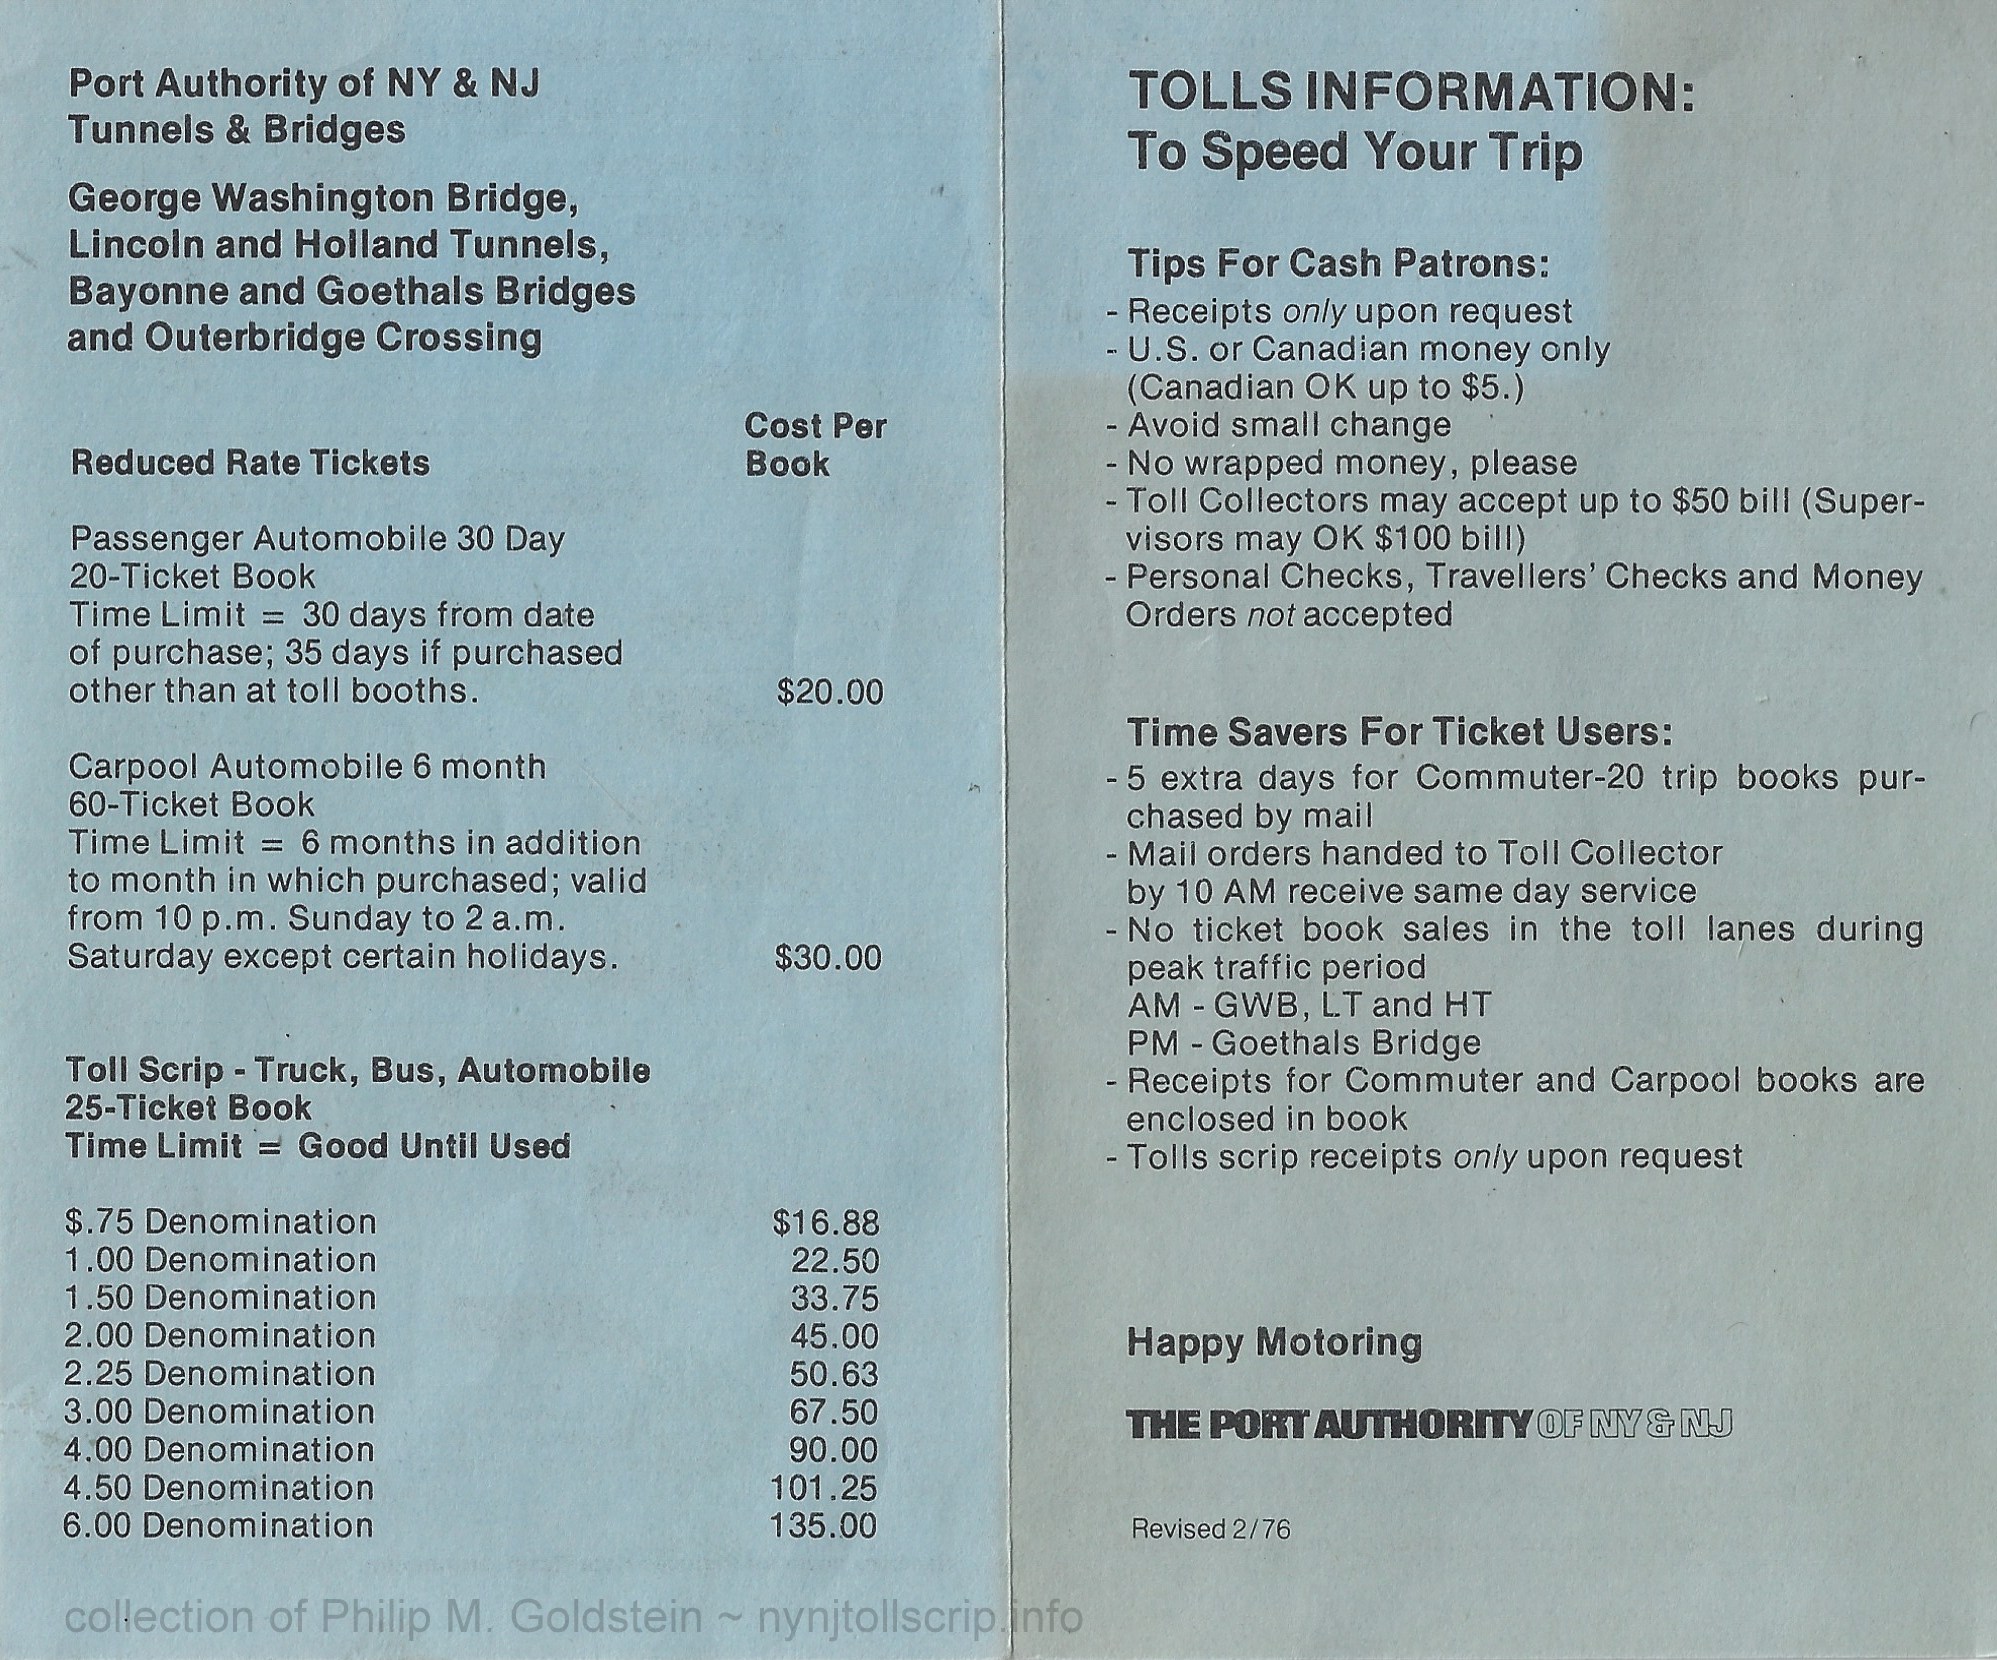 Port Authority of NY & NJ
Tunnels & Bridges
George Washington Bridge,
Lincoln and Holland Tunnels,
Bayonne and Goethals Bridges
and Outerbridge Crossing
Cost Per
Reduced Rate Tickets Book
Passenger Automobile 30 Day
20-Ticket Book
Time Limit = 30 days from date
of purchase; 35 days if purchased
other than at toll booths. $20.00
Carpool Automobile 6 month
60-Ticket Book
Time Limit = 6 months in addition
to month in which purchased; valid
from 10 p.m. Sunday to 2 a.m.
Saturday except certain holidays. $30.00
Toll Scrip - Truck, Bus, Automobile
25-Ticket Book
Time Limit = Good Until Used
$.75 Denomination $16.88
1.00 Denomination 22.50
1.50 Denomination 33.75
2.00 Denomination 45.00
2.25 Denomination 50.63
3.00 Denomination 67.50
4.00 Denomination 90.00
4.50 Denomination 101.25
6.00 Denomination 135.00
TOLLS INFORMATION:
To Speed Your Trip
Tips For Cash Patrons:
- Receipts only upon request
- U.S. or Canadian money only
(Canadian OK up to $5.)
- Avoid small change
- No wrapped money, please
- Toll Collectors may accept up to $50 bill (Super-
visors may OK $100 bill)
- Personal Checks, Travellers' Checks and Money
Orders not accepted
Time Savers For Ticket Users:
- 5 extra days for Commuter-20 trip books pur-
chased by mail
- Mail orders handed to Toll Collector
by 10 AM receive same day service
- No ticket book sales in the toll lanes during
peak traffic period
AM - GWB, LT and HT
PM - Goethals Bridge
- Receipts for Commuter and Carpool books are
enclosed in book
- Tolls scrip receipts only upon request
Happy Motoring
THE PORT AUTHORITY OF NY & NJ
Revised 2/76
collection of Philip M. Goldstein ~ nynjtollscrip.info